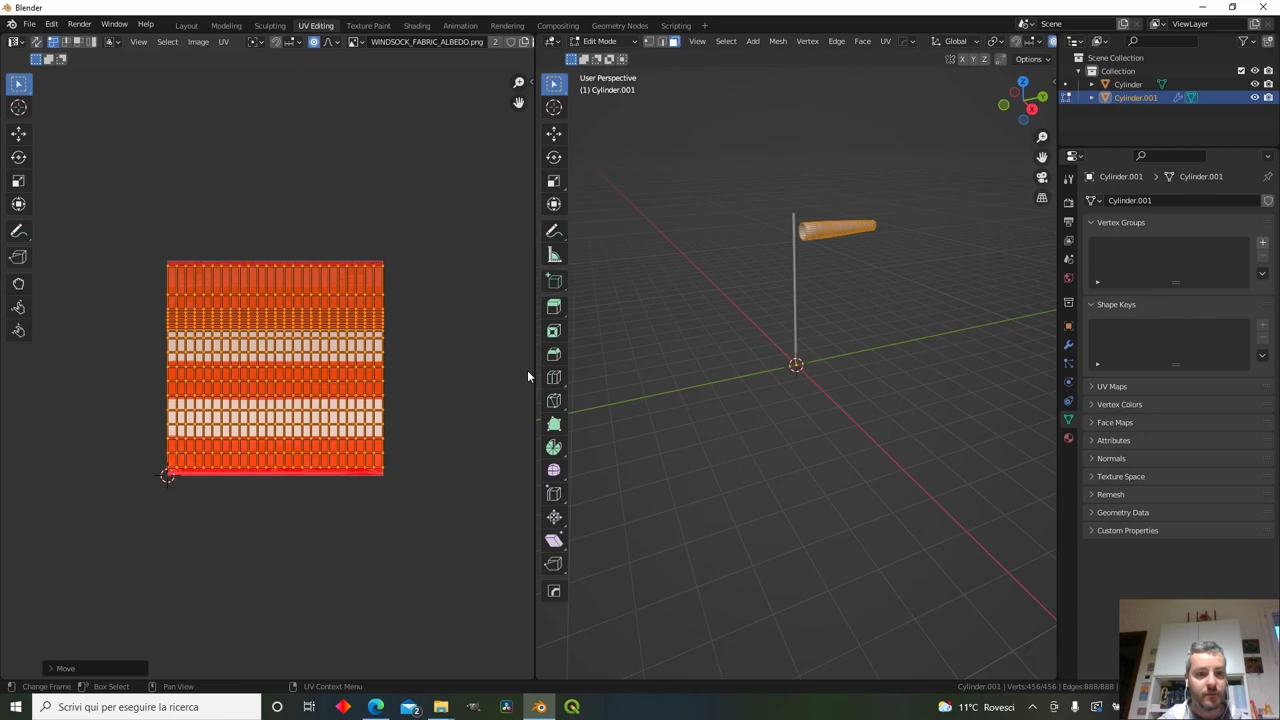 Blender
File Edit Render Window Help Layout Modeling Sculpting UV Editing Texture Paint Shading Animation Rendering Compositing Geometry Nodes Scripting + Scene ViewLayer
View Select Image UV WINDSOCK_FABRIC_ALBEDO.png 2 Edit Mode View Select Add Mesh Vertex Edge Face UV Global
X Y Z Options
User Perspective
(1) Cylinder.001
Scene Collection
Collection
Cylinder
Cylinder.001
Z
Y
X
Cylinder.001 > Cylinder.001
Cylinder.001
Vertex Groups
Shape Keys
UV Maps
Vertex Colors
Face Maps
Attributes
Normals
Texture Space
Remesh
Geometry Data
Custom Properties
Move
Change Frame Box Select Pan View UV Context Menu Cylinder.001 | Verts:456/456 | Edges:888/888 |
Scrivi qui per eseguire la ricerca 2 11°C Rovesci